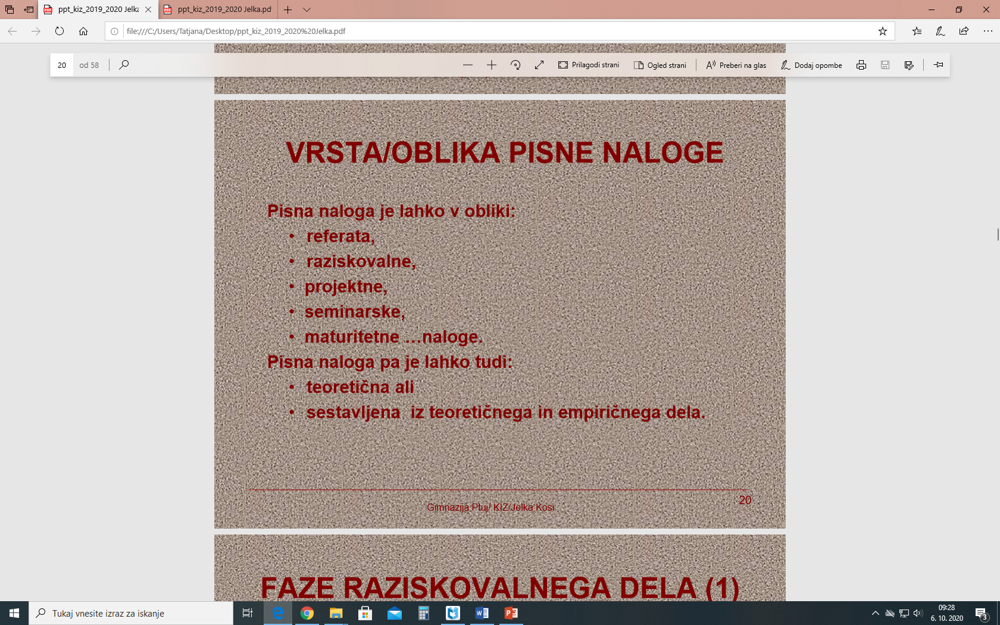 ppt_kiz_2019_2020 Jelka
ppt_kiz_2019_2020 Jelka.pdf
file:///C:/Users/Tatjana/Desktop/ppt_kiz_2019_2020%20Jelka.pdf
20 od 58
Prilagodi strani
Ogled strani
Preberi na glas
Dodaj opombe
VRSTA/OBLIKA PISNE NALOGE
Pisna naloga je lahko v obliki:
• referata,
• raziskovalne,
• projektne,
• seminarske,
• maturitetne …naloge.
Pisna naloga pa je lahko tudi:
• teoretična ali
• sestavljena iz teoretičnega in empiričnega dela.
20
Gimnazija Ptuj/ KIZ/Jelka Kosi
FAZE RAZISKOVALNEGA DELA (1)
Tukaj vnesite izraz za iskanje
09:28
6. 10. 2020
3